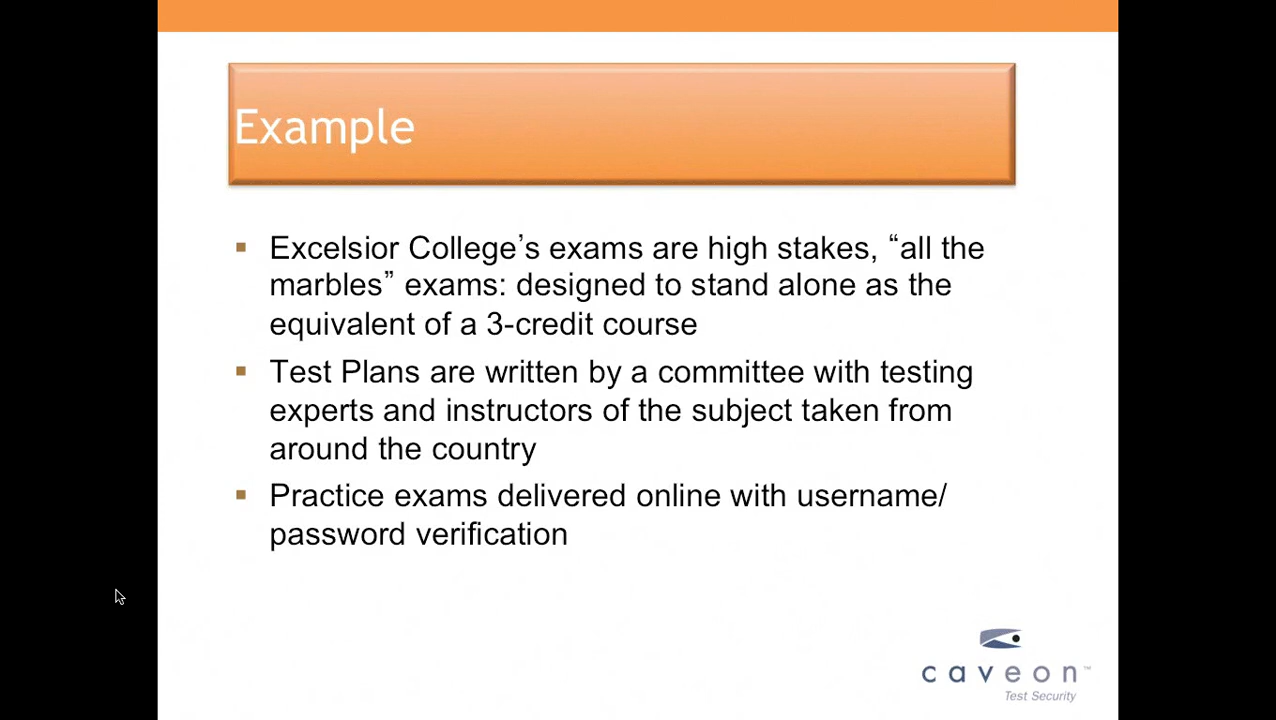 Example
Excelsior College’s exams are high stakes, “all the
marbles” exams: designed to stand alone as the
equivalent of a 3-credit course
Test Plans are written by a committee with testing
experts and instructors of the subject taken from
around the country
Practice exams delivered online with username/
password verification
caveon™
Test Security